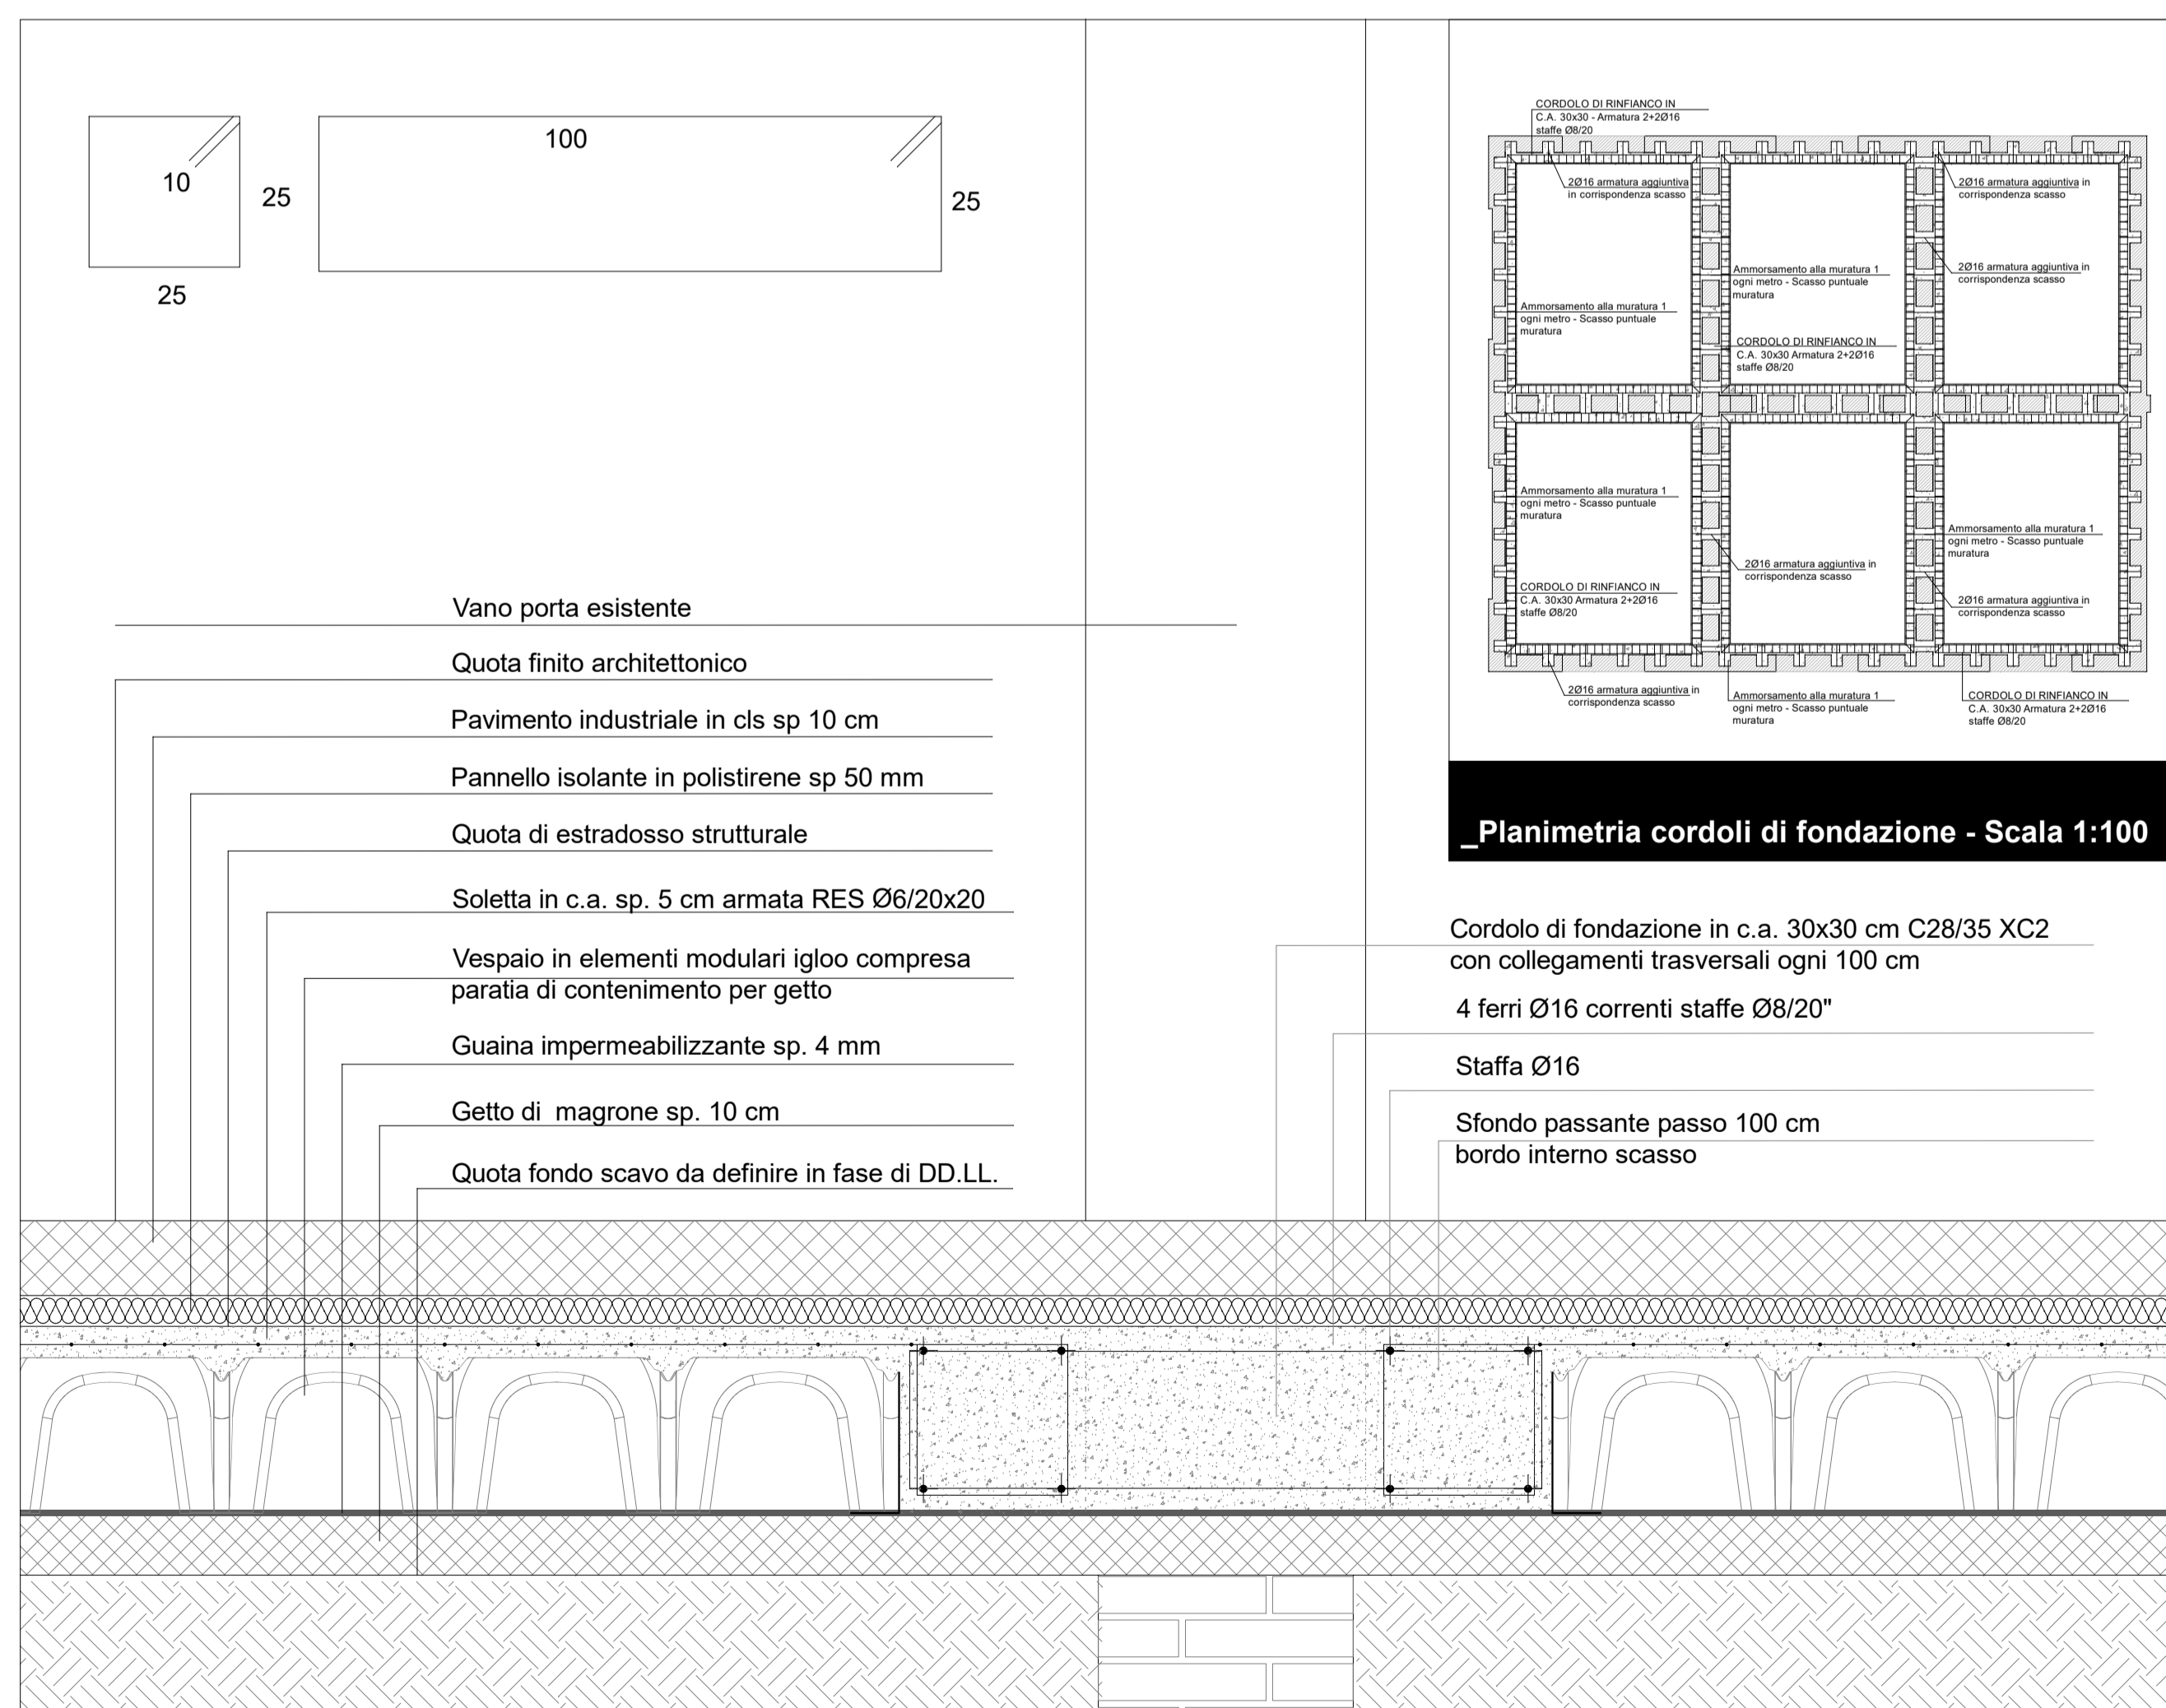 10
25
25
100
25
Vano porta esistente
Quota finito architettonico
Pavimento industriale in cls sp 10 cm
Pannello isolante in polistirene sp 50 mm
Quota di estradosso strutturale
Soletta in c.a. sp. 5 cm armata RES Ø6/20x20
Vespaio in elementi modulari igloo compresa
paratia di contenimento per getto
Guaina impermeabilizzante sp. 4 mm
Getto di  magrone sp. 10 cm
Quota fondo scavo da definire in fase di DD.LL.
CORDOLO DI RINFIANCO IN
C.A. 30x30 - Armatura 2+2Ø16
staffe Ø8/20
2Ø16 armatura aggiuntiva
in corrispondenza scasso
2Ø16 armatura aggiuntiva in
corrispondenza scasso
Ammorsamento alla muratura 1
ogni metro - Scasso puntuale
muratura
2Ø16 armatura aggiuntiva in
corrispondenza scasso
Ammorsamento alla muratura 1
ogni metro - Scasso puntuale
muratura
CORDOLO DI RINFIANCO IN
C.A. 30x30 Armatura 2+2Ø16
staffe Ø8/20
Ammorsamento alla muratura 1
ogni metro - Scasso puntuale
muratura
Ammorsamento alla muratura 1
ogni metro - Scasso puntuale
muratura
2Ø16 armatura aggiuntiva in
corrispondenza scasso
CORDOLO DI RINFIANCO IN
C.A. 30x30 Armatura 2+2Ø16
staffe Ø8/20
2Ø16 armatura aggiuntiva in
corrispondenza scasso
2Ø16 armatura aggiuntiva in
corrispondenza scasso
Ammorsamento alla muratura 1
ogni metro - Scasso puntuale
muratura
CORDOLO DI RINFIANCO IN
C.A. 30x30 Armatura 2+2Ø16
staffe Ø8/20
_Planimetria cordoli di fondazione - Scala 1:100
Cordolo di fondazione in c.a. 30x30 cm C28/35 XC2
con collegamenti trasversali ogni 100 cm
4 ferri Ø16 correnti staffe Ø8/20"
Staffa Ø16
Sfondo passante passo 100 cm
bordo interno scasso